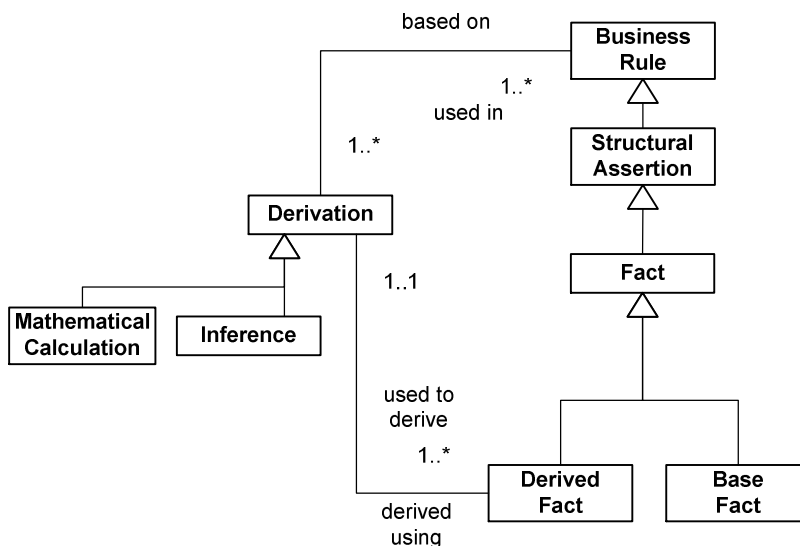 based on
Business
Rule
1..*
used in
1..*
Structural
Assertion
Derivation
Fact
1..1
Mathematical
Calculation
Inference
used to
derive
1..*
Derived
Fact
Base
Fact
derived
using